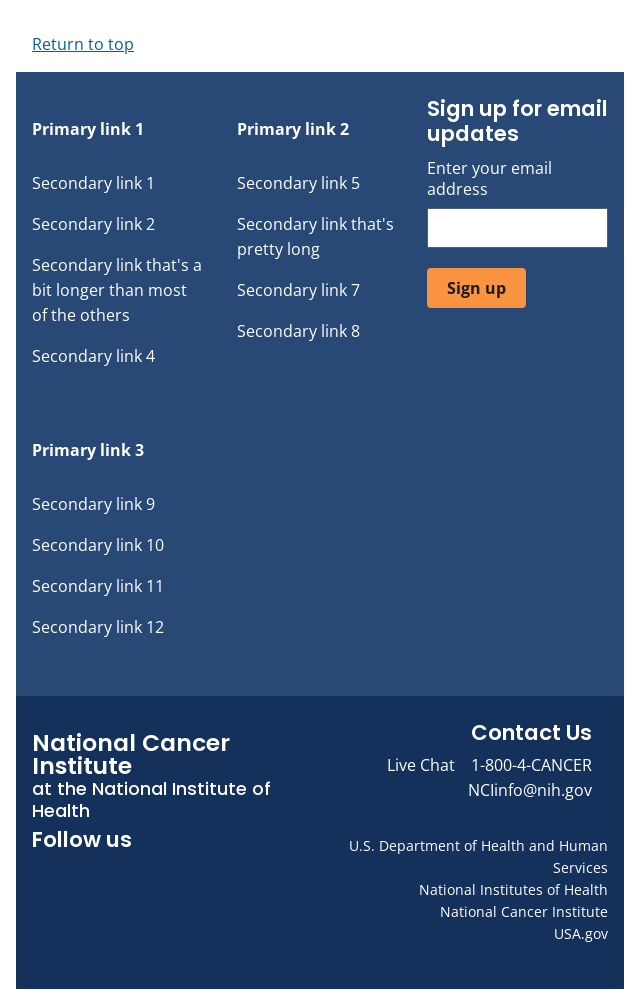 Return to top
Primary link 1
Secondary link 1
Secondary link 2
Secondary link that's a
bit longer than most
of the others
Secondary link 4
Primary link 2
Secondary link 5
Secondary link that's
pretty long
Secondary link 7
Secondary link 8
Primary link 3
Secondary link 9
Secondary link 10
Secondary link 11
Secondary link 12
Sign up for email
updates
Enter your email
address
Sign up
National Cancer
Institute
at the National Institute of
Health
Follow us
Contact Us
Live Chat 1-800-4-CANCER
NCIinfo@nih.gov
U.S. Department of Health and Human
Services
National Institutes of Health
National Cancer Institute
USA.gov